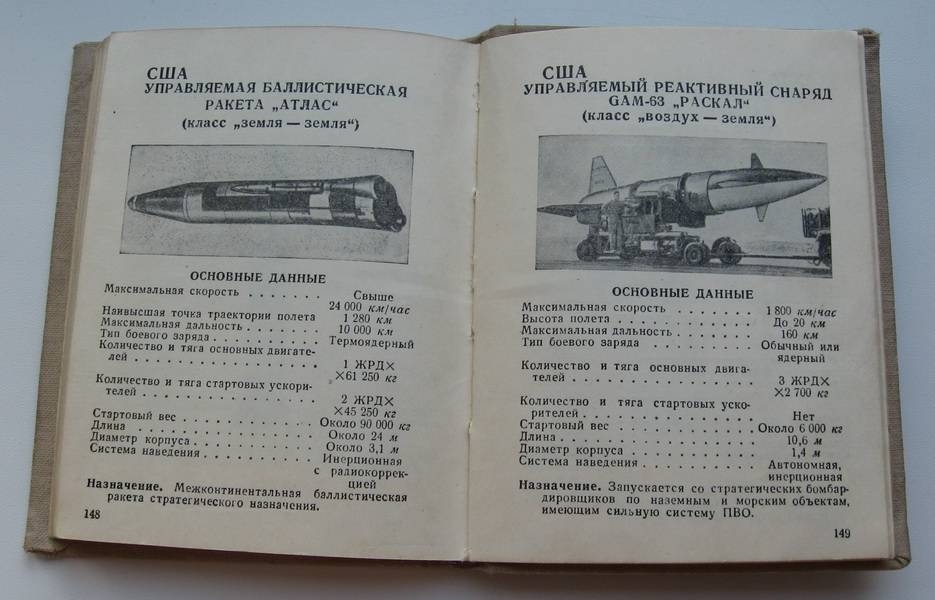 США
УПРАВЛЯЕМАЯ БАЛЛИСТИЧЕСКАЯ
РАКЕТА „АТЛАС“
(класс „земля — земля“)
ОСНОВНЫЕ ДАННЫЕ
Максимальная скорость . . . . . . . Свыше
24 000 км/час
Наивысшая точка траектории полета 1 280 км
Максимальная дальность . . . . . . . 10 000 км
Тип боевого заряда . . . . . . . . Термоядерный
Количество и тяга основных двигате-
лей . . . . . . . . . . . . . . . . 1 ЖРД×
×61 250 кг
Количество и тяга стартовых ускори-
телей . . . . . . . . . . . . . . . 2 ЖРД×
×45 250 кг
Стартовый вес . . . . . . . . . . Около 90 000 кг
Длина . . . . . . . . . . . . . . Около 24 м
Диаметр корпуса . . . . . . . . . . Около 3,1 м
Система наведения . . . . . . . . . Инерционная
с радиокоррек-
цией
Назначение. Межконтинентальная баллистическая
ракета стратегического назначения.
148
США
УПРАВЛЯЕМЫЙ РЕАКТИВНЫЙ СНАРЯД
GAM-63 „РАСКАЛ“
(класс „воздух — земля“)
ОСНОВНЫЕ ДАННЫЕ
Максимальная скорость . . . . . . . 1 800 км/час
Высота полета . . . . . . . . . . . До 20 км
Максимальная дальность . . . . . . . 160 км
Тип боевого заряда . . . . . . . . Обычный или
ядерный
Количество и тяга основных двига-
телей . . . . . . . . . . . . . . . 3 ЖРД×
×2 700 кг
Количество и тяга стартовых уско-
рителей . . . . . . . . . . . . . . Нет
Стартовый вес . . . . . . . . . . Около 6 000 кг
Длина . . . . . . . . . . . . . . . 10,6 м
Диаметр корпуса . . . . . . . . . . 1,4 м
Система наведения . . . . . . . . . Автономная,
инерционная
Назначение. Запускается со стратегических бомбар-
дировщиков по наземным и морским объектам,
имеющим сильную систему ПВО.
149